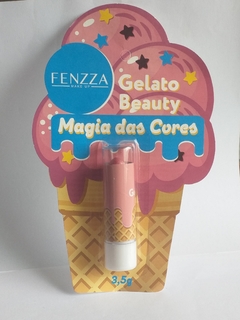 FENZZA
MAKE UP
Gelato
Beauty
Magia das Cores
3,5g